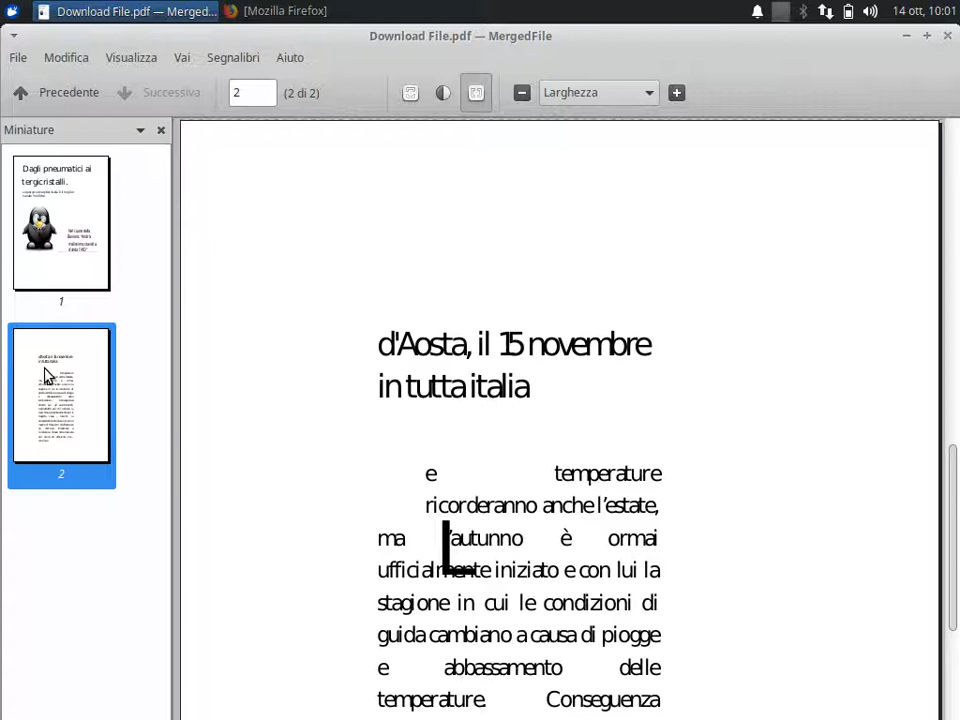 Download File.pdf — Merged...
[Mozilla Firefox]
14 ott, 10:01
Download File.pdf — MergedFile
File Modifica Visualizza Vai Segnalibri Aiuto
Precedente Successiva 2 (2 di 2) Larghezza
Miniature
Dagli pneumatici ai
tergicristalli.
1
2
d'Aosta, il 15 novembre
in tutta italia
L
e temperature
ricorderanno anche l'estate,
ma l'autunno è ormai
ufficialmente iniziato e con lui la
stagione in cui le condizioni di
guida cambiano a causa di piogge
e abbassamento delle
temperature. Conseguenza